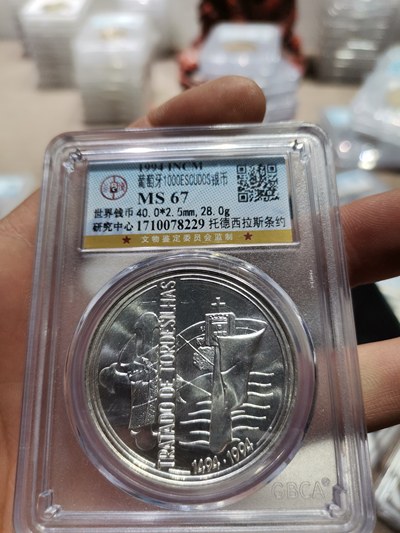 1994 INCM
葡萄牙1000ESCUDOS银币
MS 67
世界钱币 40.0*2.5mm, 28.0g
研究中心 1710078229 托德西拉斯条约
★ 文物鉴定委员会监制 ★
TRATADO DE TORDESILHAS
1494 · 1994
GBCA